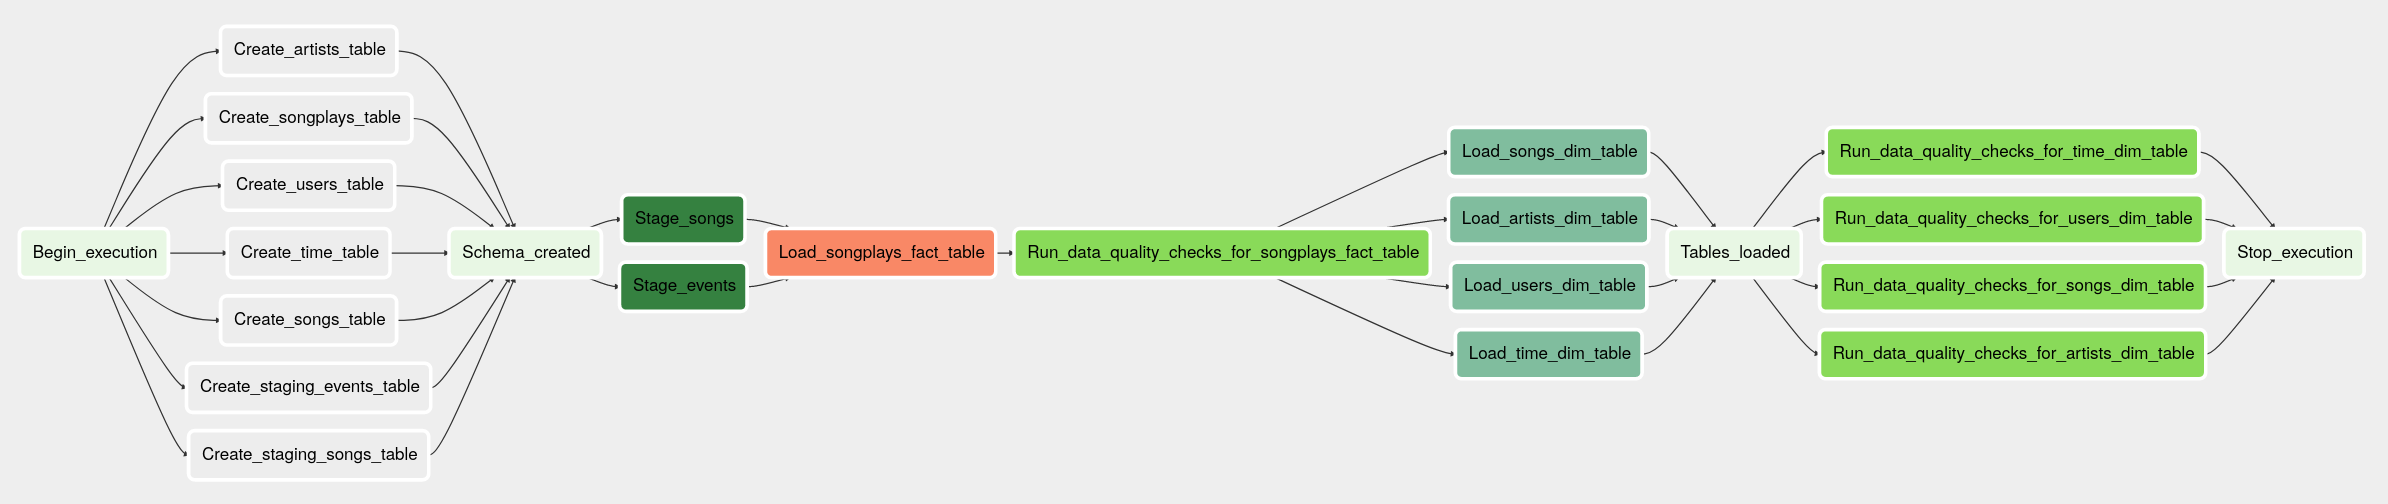 Begin_execution
Create_artists_table
Create_songplays_table
Create_users_table
Create_time_table
Create_songs_table
Create_staging_events_table
Create_staging_songs_table
Schema_created
Stage_songs
Stage_events
Load_songplays_fact_table
Run_data_quality_checks_for_songplays_fact_table
Load_songs_dim_table
Load_artists_dim_table
Load_users_dim_table
Load_time_dim_table
Tables_loaded
Run_data_quality_checks_for_time_dim_table
Run_data_quality_checks_for_users_dim_table
Run_data_quality_checks_for_songs_dim_table
Run_data_quality_checks_for_artists_dim_table
Stop_execution